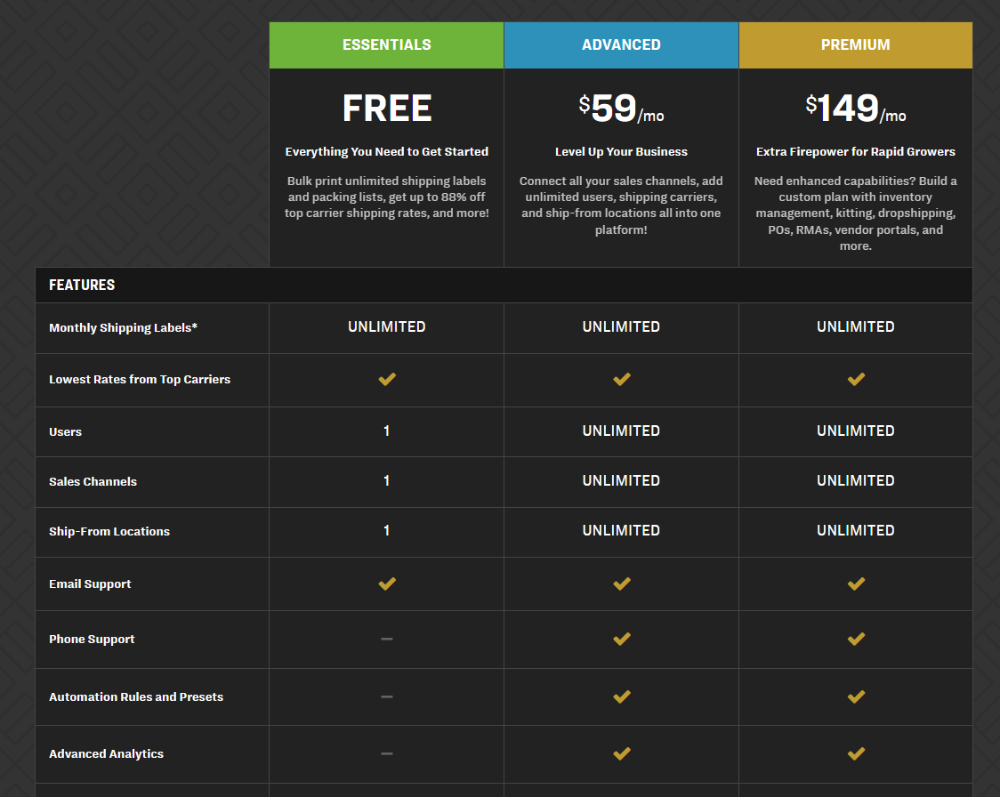 ESSENTIALS ADVANCED PREMIUM
FREE $59/mo $149/mo
Everything You Need to Get Started
Bulk print unlimited shipping labels
and packing lists, get up to 88% off
top carrier shipping rates, and more!
Level Up Your Business
Connect all your sales channels, add
unlimited users, shipping carriers,
and ship-from locations all into one
platform!
Extra Firepower for Rapid Growers
Need enhanced capabilities? Build a
custom plan with inventory
management, kitting, dropshipping,
POs, RMAs, vendor portals, and
more.
FEATURES
Monthly Shipping Labels* UNLIMITED UNLIMITED UNLIMITED
Lowest Rates from Top Carriers
Users 1 UNLIMITED UNLIMITED
Sales Channels 1 UNLIMITED UNLIMITED
Ship-From Locations 1 UNLIMITED UNLIMITED
Email Support
Phone Support –
Automation Rules and Presets –
Advanced Analytics –